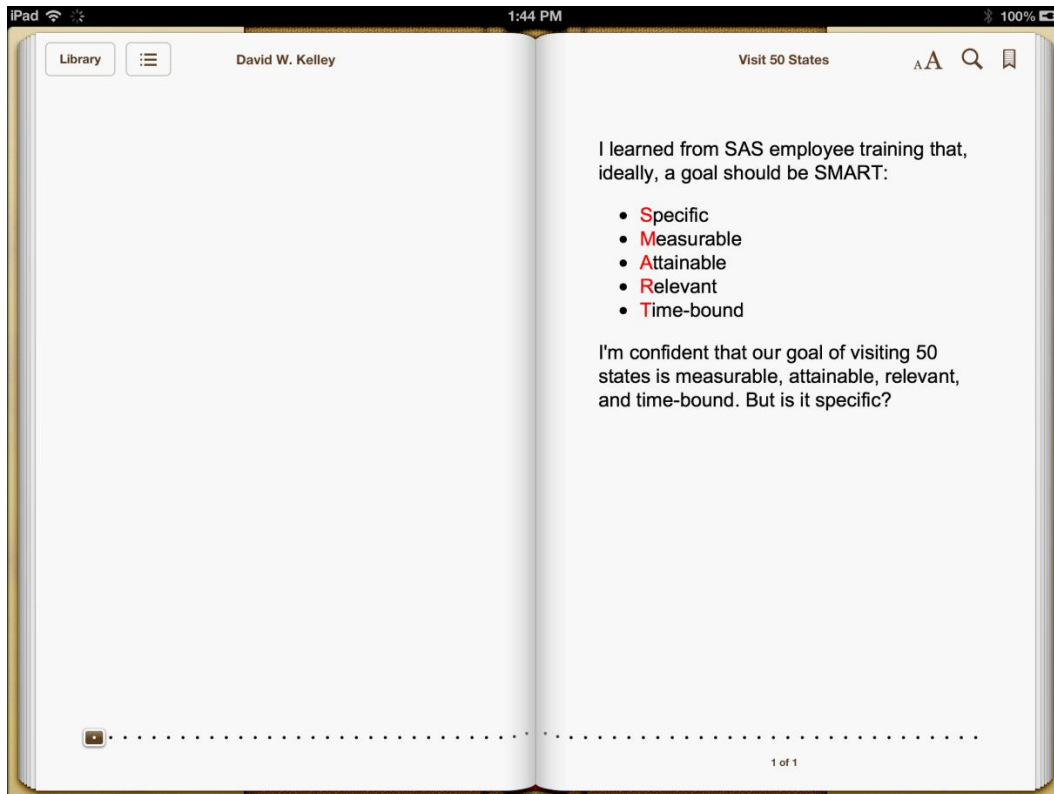 iPad 1:44 PM 100%
Library David W. Kelley Visit 50 States AA
I learned from SAS employee training that,
ideally, a goal should be SMART:
• Specific
• Measurable
• Attainable
• Relevant
• Time-bound
I'm confident that our goal of visiting 50
states is measurable, attainable, relevant,
and time-bound. But is it specific?
1 of 1